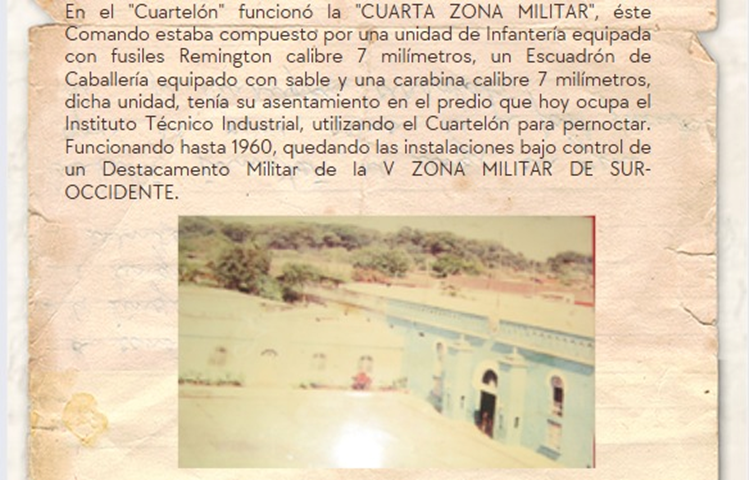 En el "Cuartelón" funcionó la "CUARTA ZONA MILITAR", éste
Comando estaba compuesto por una unidad de Infantería equipada
con fusiles Remington calibre 7 milímetros, un Escuadrón de
Caballería equipado con sable y una carabina calibre 7 milímetros,
dicha unidad, tenía su asentamiento en el predio que hoy ocupa el
Instituto Técnico Industrial, utilizando el Cuartelón para pernoctar.
Funcionando hasta 1960, quedando las instalaciones bajo control de
un Destacamento Militar de la V ZONA MILITAR DE SUR-
OCCIDENTE.